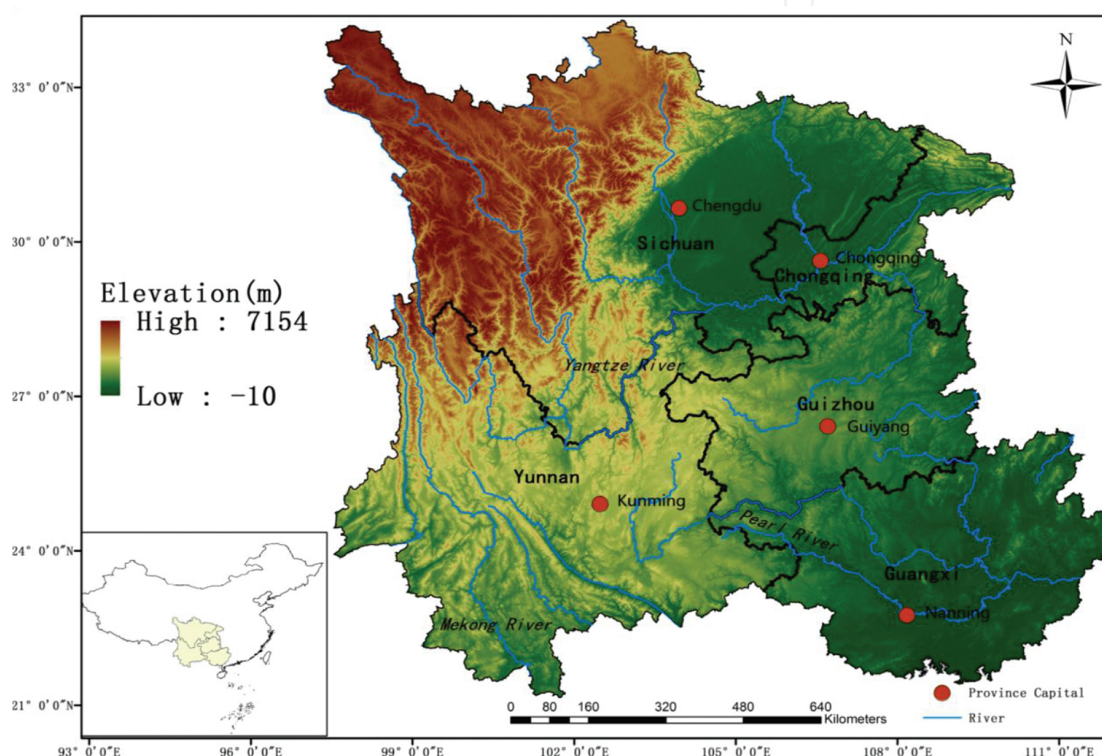 N
33° 0'0"N
30° 0'0"N
27° 0'0"N
24° 0'0"N
21° 0'0"N
Elevation(m)
High : 7154
Low : -10
Chengdu
Sichuan
Chongqing
Chongqing
Yangtze River
Guizhou
Guiyang
Yunnan
Kunming
Pearl River
Guangxi
Nanning
Mekong River
Province Capital
River
0 80 160 320 480 640
Kilometers
93° 0'0"E 96° 0'0"E 99° 0'0"E 102° 0'0"E 105° 0'0"E 108° 0'0"E 111° 0'0"E